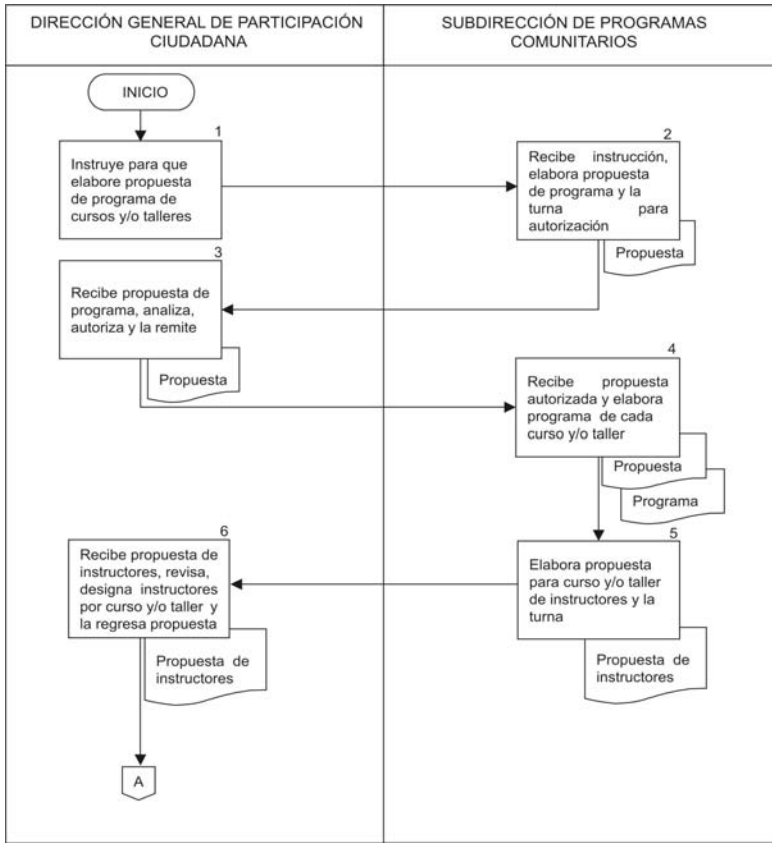 DIRECCIÓN GENERAL DE PARTICIPACIÓN
CIUDADANA
SUBDIRECCIÓN DE PROGRAMAS
COMUNITARIOS
INICIO
1
Instruye para que
elabore propuesta
de programa de
cursos y/o talleres
2
Recibe instrucción,
elabora propuesta
de programa y la
turna para
autorización
Propuesta
3
Recibe propuesta de
programa, analiza,
autoriza y la remite
Propuesta
4
Recibe propuesta
autorizada y elabora
programa de cada
curso y/o taller
Propuesta
Programa
5
Elabora propuesta
para curso y/o taller
de instructores y la
turna
Propuesta de
instructores
6
Recibe propuesta de
instructores, revisa,
designa instructores
por curso y/o taller y
la regresa propuesta
Propuesta de
instructores
A